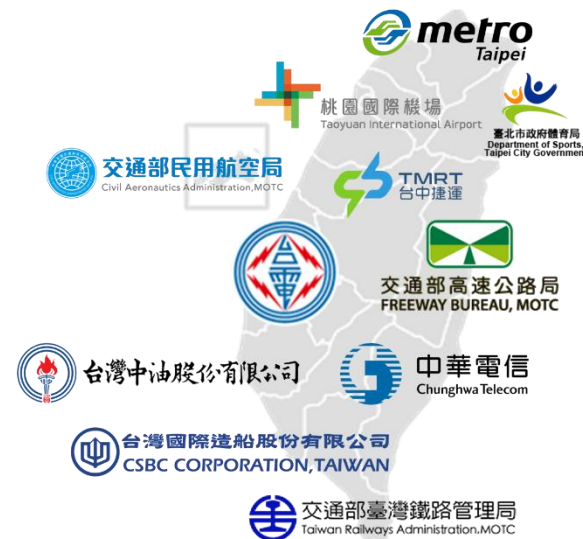 metro
Taipei
桃園國際機場
Taoyuan International Airport
臺北市政府體育局
Department of Sports,
Taipei City Government
交通部民用航空局
Civil Aeronautics Administration,MOTC
TMRT
台中捷運
台電
交通部高速公路局
FREEWAY BUREAU, MOTC
台灣中油股份有限公司
中華電信
Chunghwa Telecom
台灣國際造船股份有限公司
CSBC CORPORATION,TAIWAN
交通部臺灣鐵路管理局
Taiwan Railways Administration.MOTC